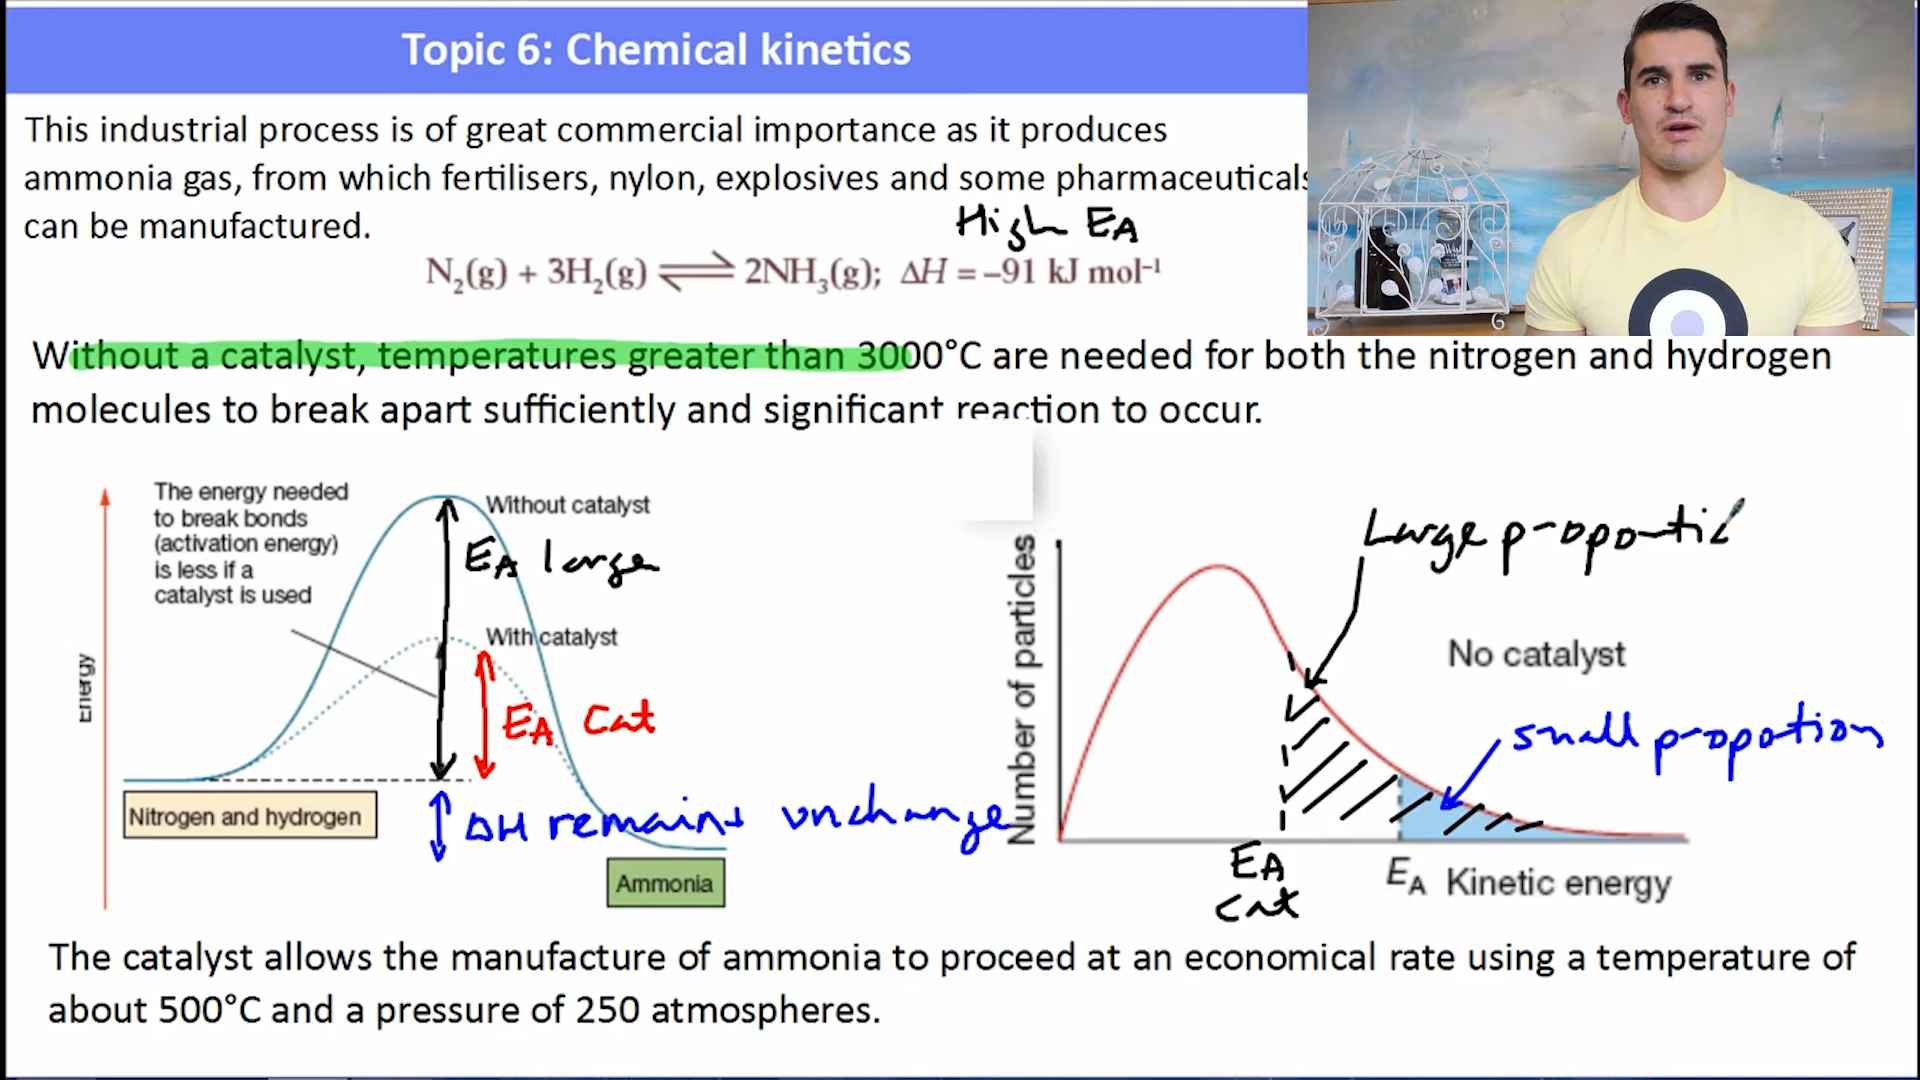 Topic 6: Chemical kinetics
This industrial process is of great commercial importance as it produces
ammonia gas, from which fertilisers, nylon, explosives and some pharmaceuticals
can be manufactured.
High EA
N₂(g) + 3H₂(g) ⇌ 2NH₃(g); ΔH = –91 kJ mol⁻¹
Without a catalyst, temperatures greater than 3000°C are needed for both the nitrogen and hydrogen
molecules to break apart sufficiently and significant reaction to occur.
The energy needed
to break bonds
(activation energy)
is less if a
catalyst is used
Without catalyst
EA large
With catalyst
EA Cat
Energy
Nitrogen and hydrogen
ΔH remains unchange
Ammonia
Number of particles
Large propotio
No catalyst
small propotion
EA
Cat
EA Kinetic energy
The catalyst allows the manufacture of ammonia to proceed at an economical rate using a temperature of
about 500°C and a pressure of 250 atmospheres.